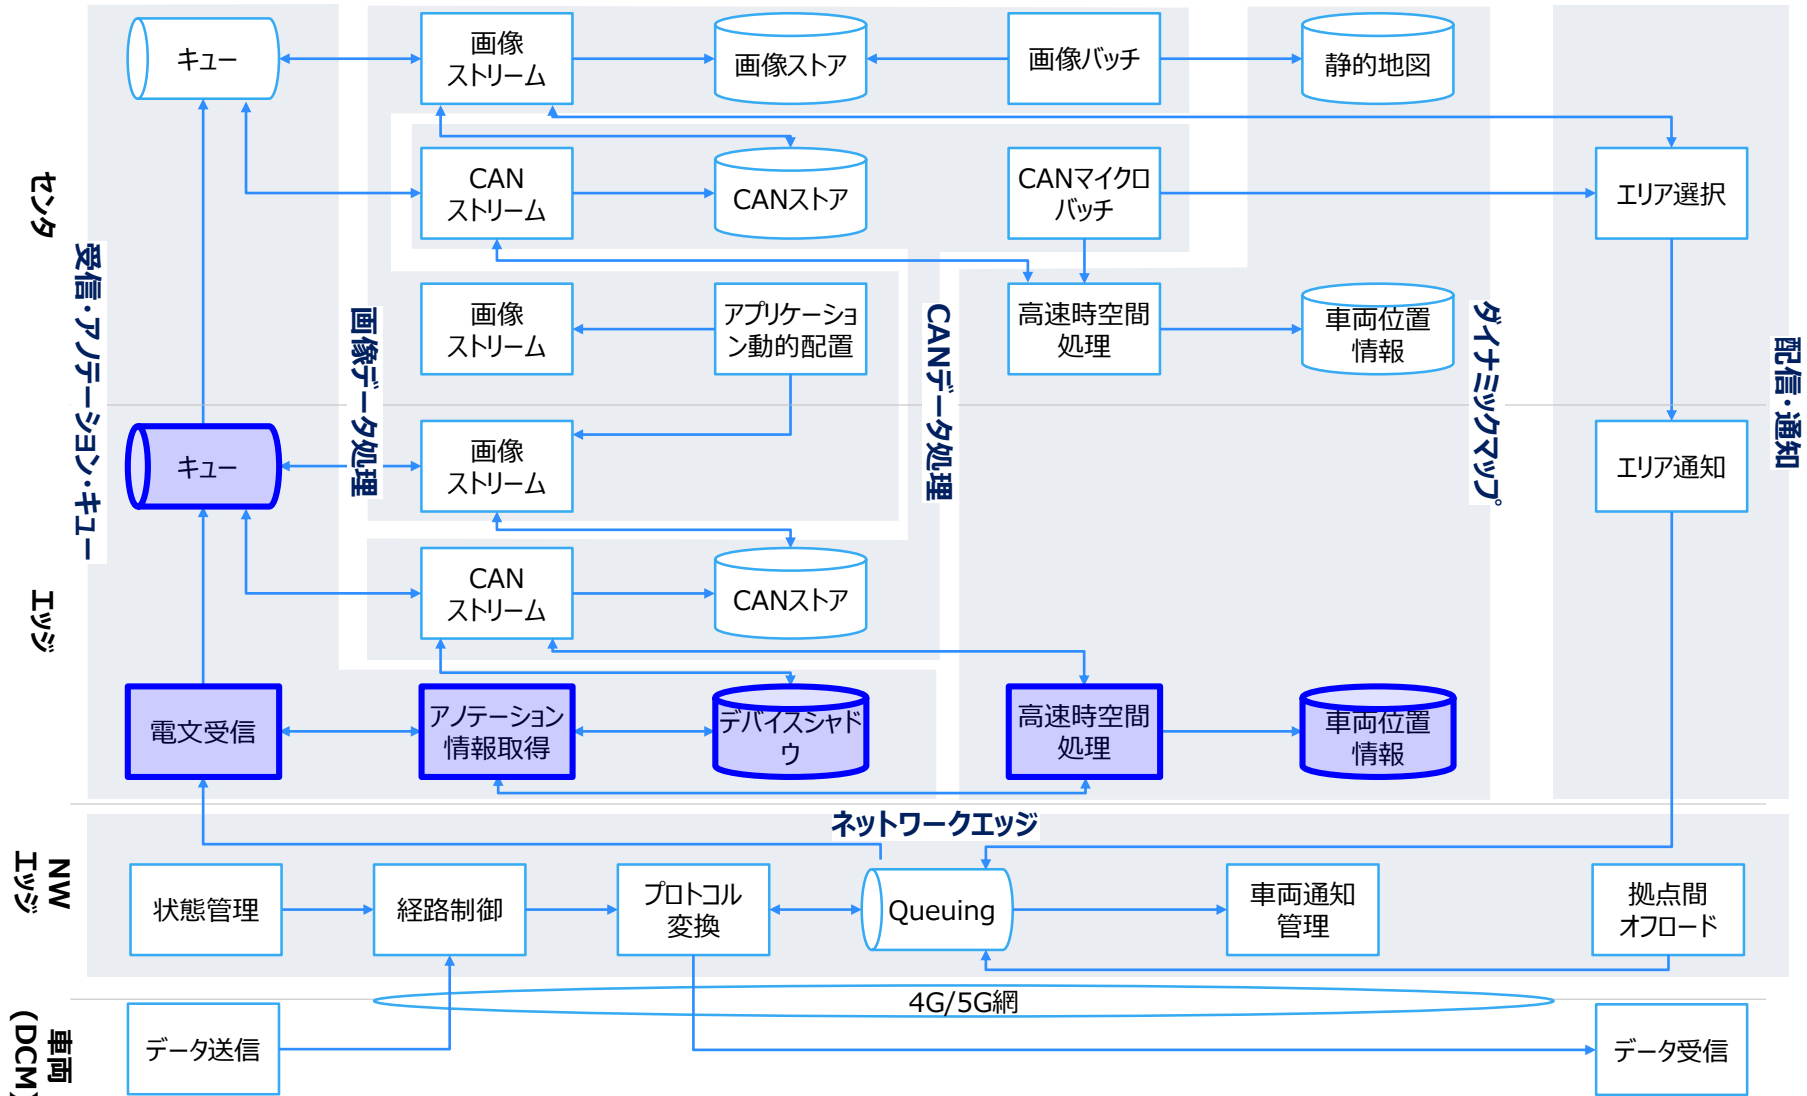 キュー
画像
ストリーム
画像ストア
画像バッチ
静的地図
センタ
CAN
ストリーム
CANストア
CANマイクロ
バッチ
エリア選択
受信・アノテーション・キュー
画像データ処理
画像
ストリーム
アプリケーショ
ン動的配置
CANデータ処理
高速時空間
処理
車両位置
情報
ダイナミックマップ
配信・通知
キュー
画像
ストリーム
エリア通知
エッジ
CAN
ストリーム
CANストア
電文受信
アノテーション
情報取得
デバイスシャド
ウ
高速時空間
処理
車両位置
情報
ネットワークエッジ
NW
エッジ
状態管理
経路制御
プロトコル
変換
Queuing
車両通知
管理
拠点間
オフロード
4G/5G網
車両
(DCM)
データ送信
データ受信